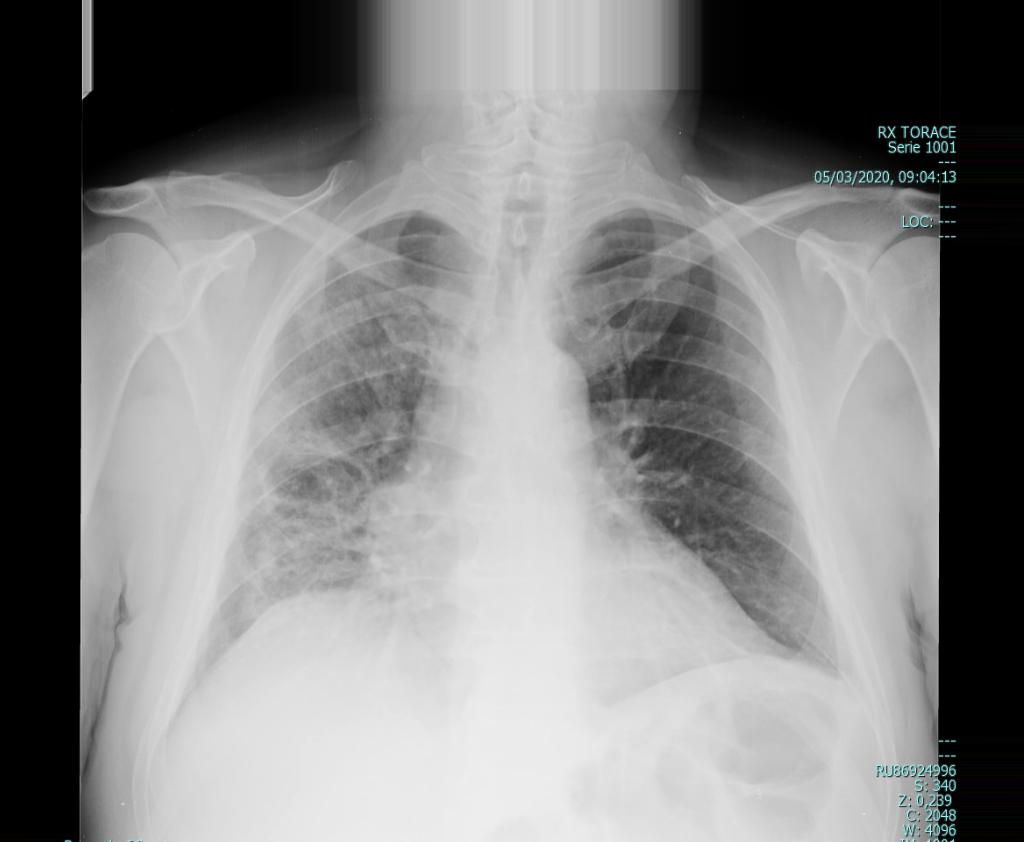 RX TORACE
Serie 1001
---
05/03/2020, 09:04:13
---
LOC: ---
---
---
---
RU86924996
S: 340
Z: 0,239
C: 2048
W: 4096